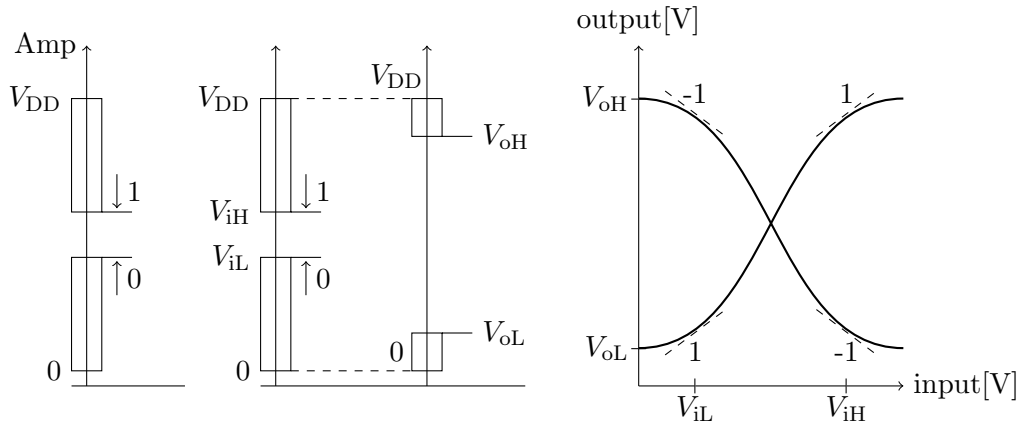 Amp
V_DD
1
0
0
V_DD
1
V_iH
V_iL
0
0
V_DD
V_oH
V_oL
0
output[V]
V_oH
-1
1
V_oL
1
-1
input[V]
V_iL
V_iH